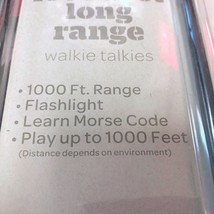 long
range
walkie talkies
• 1000 Ft. Range
• Flashlight
• Learn Morse Code
• Play up to 1000 Feet
(Distance depends on environment)